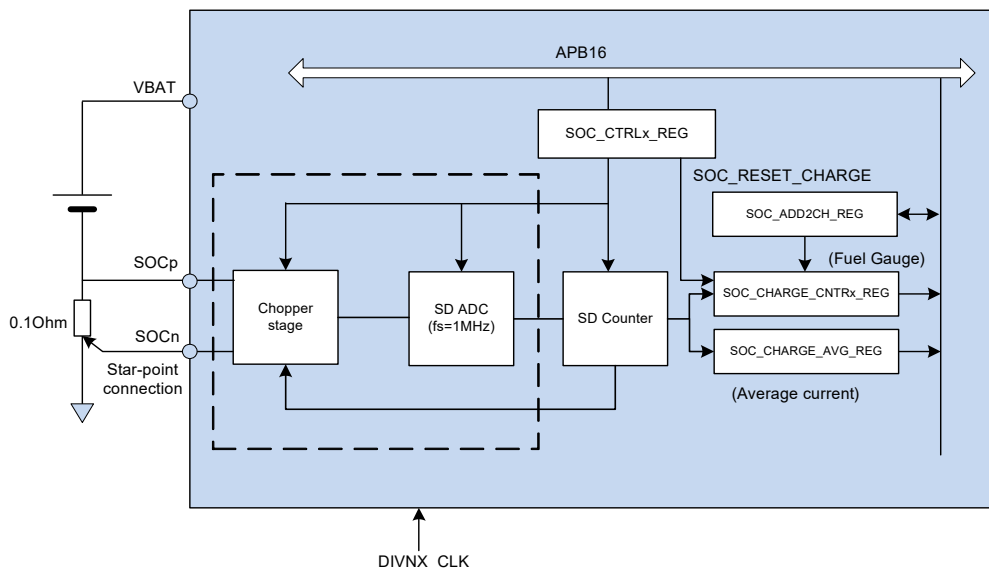 APB16
VBAT
SOC_CTRLx_REG
SOC_RESET_CHARGE
SOC_ADD2CH_REG
(Fuel Gauge)
SOCp
SOC_CHARGE_CNTRx_REG
Chopper
stage
SD ADC
(fs=1MHz)
SD Counter
0.1Ohm
SOCn
SOC_CHARGE_AVG_REG
Star-point
connection
(Average current)
DIVNX_CLK